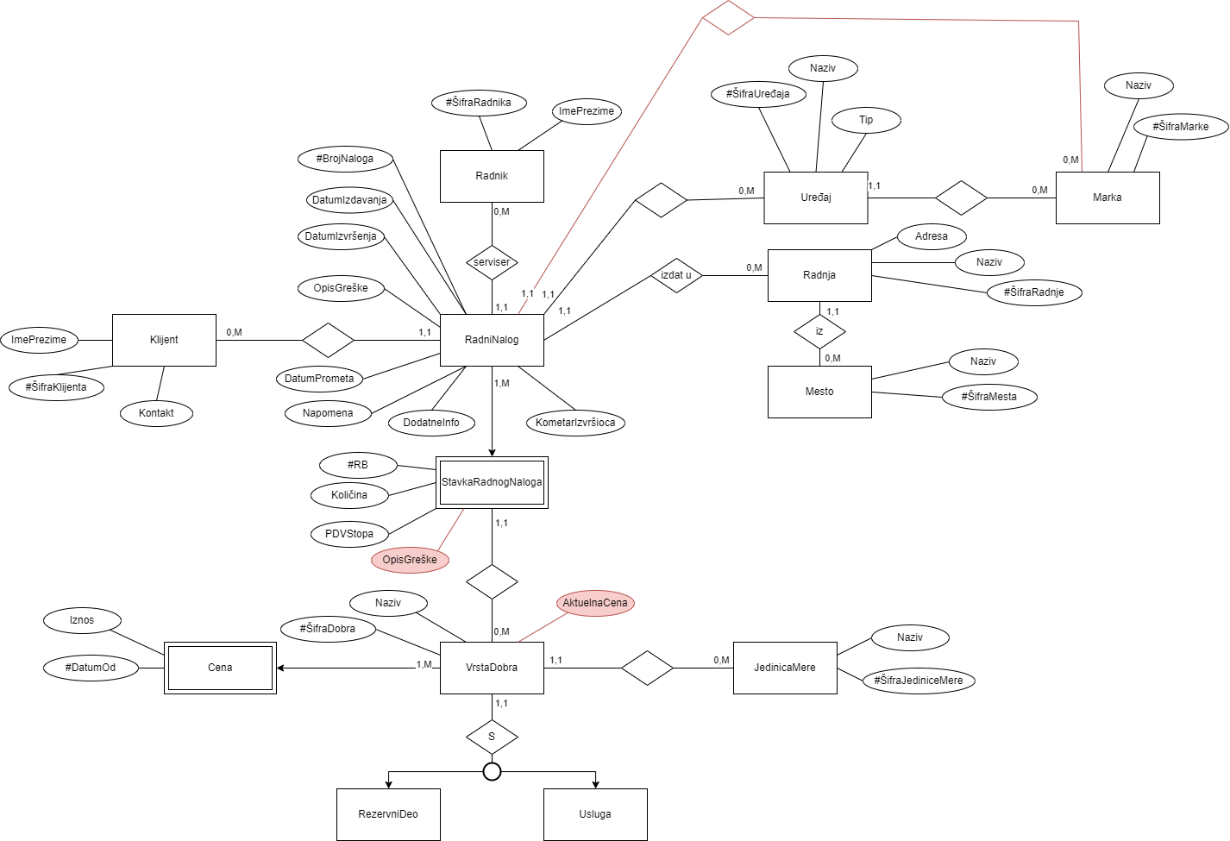 Naziv
Naziv
#ŠifraUređaja
#ŠifraRadnika
ImePrezime
Tip
#ŠifraMarke
#BrojNaloga
0,M
Radnik
1,1
0,M
0,M
Uređaj
Marka
DatumIzdavanja
0,M
DatumIzvršenja
Adresa
serviser
izdat u
0,M
Radnja
Naziv
OpisGreške
1,1
1,1
#ŠifraRadnje
1,1
1,1
1,1
ImePrezime
Klijent
0,M
1,1
RadniNalog
iz
0,M
Naziv
#ŠifraKlijenta
DatumPrometa
1,M
Mesto
#ŠifraMesta
Kontakt
Napomena
DodatneInfo
KometarIzvršioca
#RB
StavkaRadnogNaloga
Količina
PDVStopa
1,1
OpisGreške
Naziv
AktuelnaCena
Iznos
#ŠifraDobra
0,M
Naziv
#DatumOd
Cena
1,M
VrstaDobra
1,1
0,M
JedinicaMere
#ŠifraJediniceMere
1,1
S
RezervniDeo
Usluga